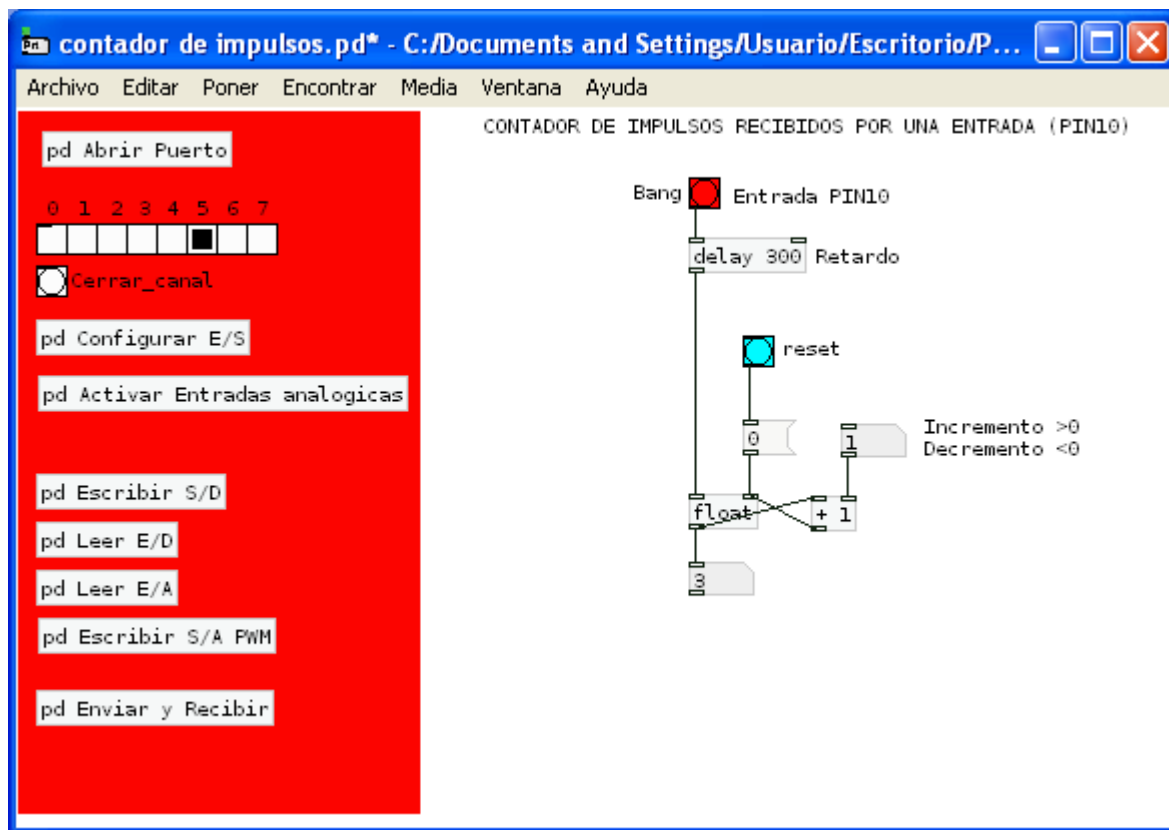 contador de impulsos.pd* - C:/Documents and Settings/Usuario/Escritorio/P...
Archivo Editar Poner Encontrar Media Ventana Ayuda
CONTADOR DE IMPULSOS RECIBIDOS POR UNA ENTRADA (PIN10)
pd Abrir Puerto
0 1 2 3 4 5 6 7
Cerrar_canal
pd Configurar E/S
pd Activar Entradas analogicas
pd Escribir S/D
pd Leer E/D
pd Leer E/A
pd Escribir S/A PWM
pd Enviar y Recibir
Bang Entrada PIN10
delay 300 Retardo
reset
0 1 Incremento >0
Decremento <0
float + 1
3